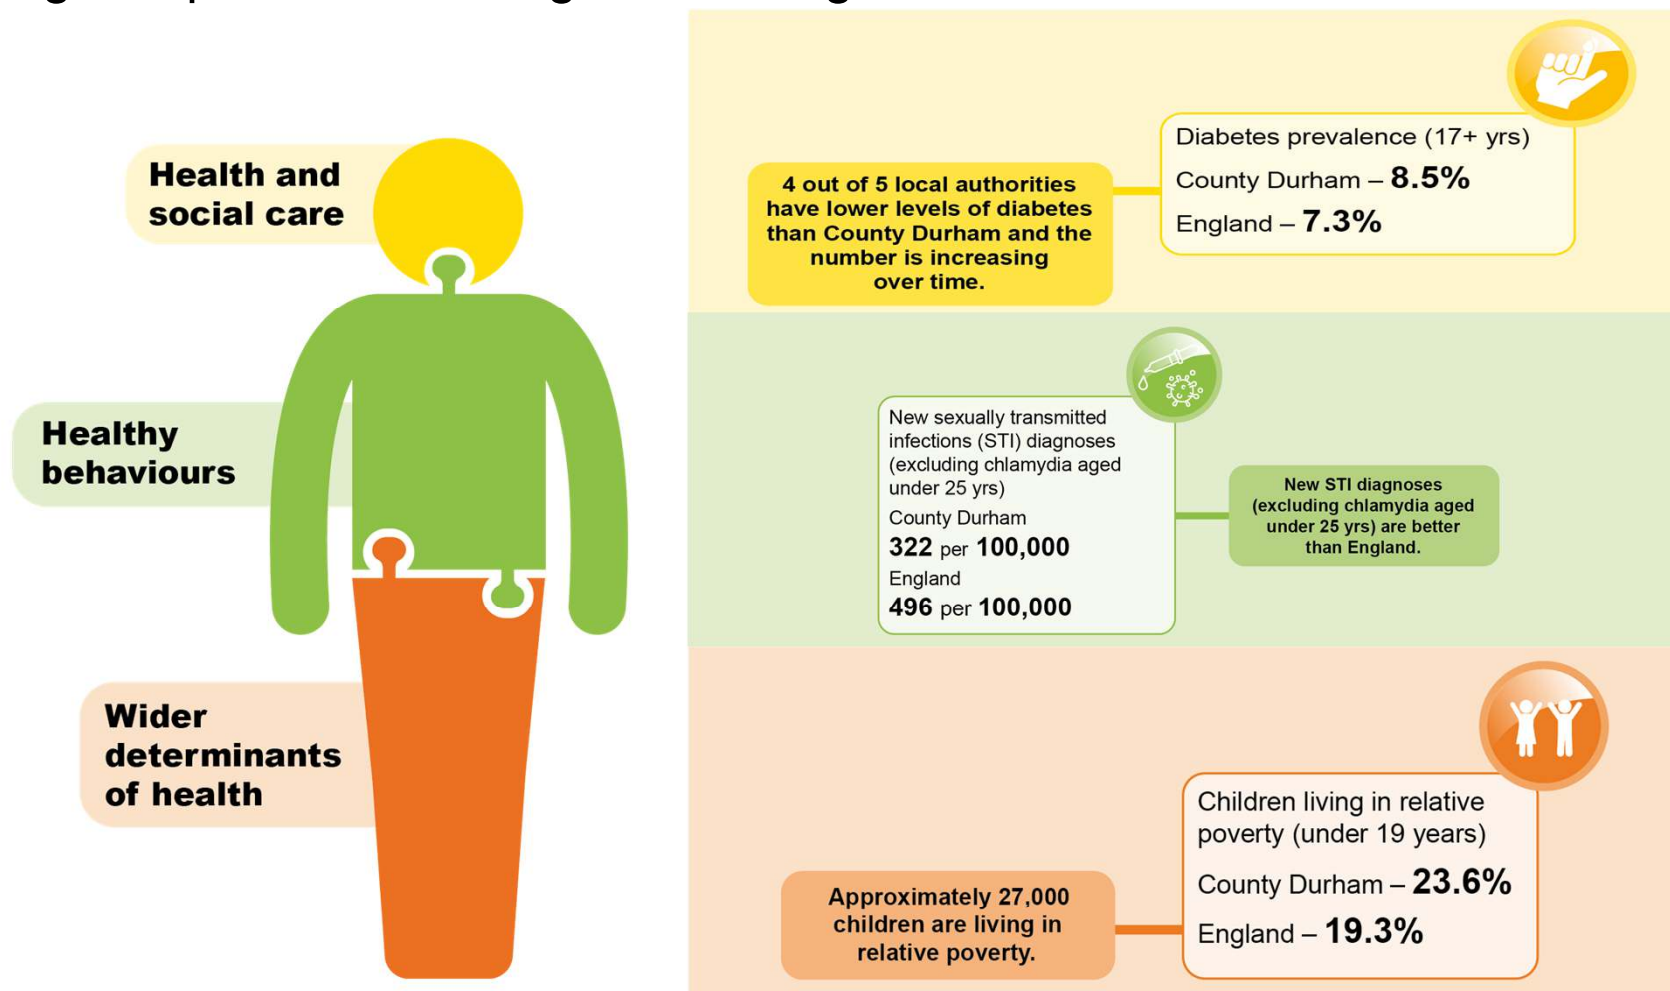 Health and
social care
Healthy
behaviours
Wider
determinants
of health
4 out of 5 local authorities
have lower levels of diabetes
than County Durham and the
number is increasing
over time.
Diabetes prevalence (17+ yrs)
County Durham – 8.5%
England – 7.3%
New sexually transmitted
infections (STI) diagnoses
(excluding chlamydia aged
under 25 yrs)
County Durham
322 per 100,000
England
496 per 100,000
New STI diagnoses
(excluding chlamydia aged
under 25 yrs) are better
than England.
Approximately 27,000
children are living in
relative poverty.
Children living in relative
poverty (under 19 years)
County Durham – 23.6%
England – 19.3%